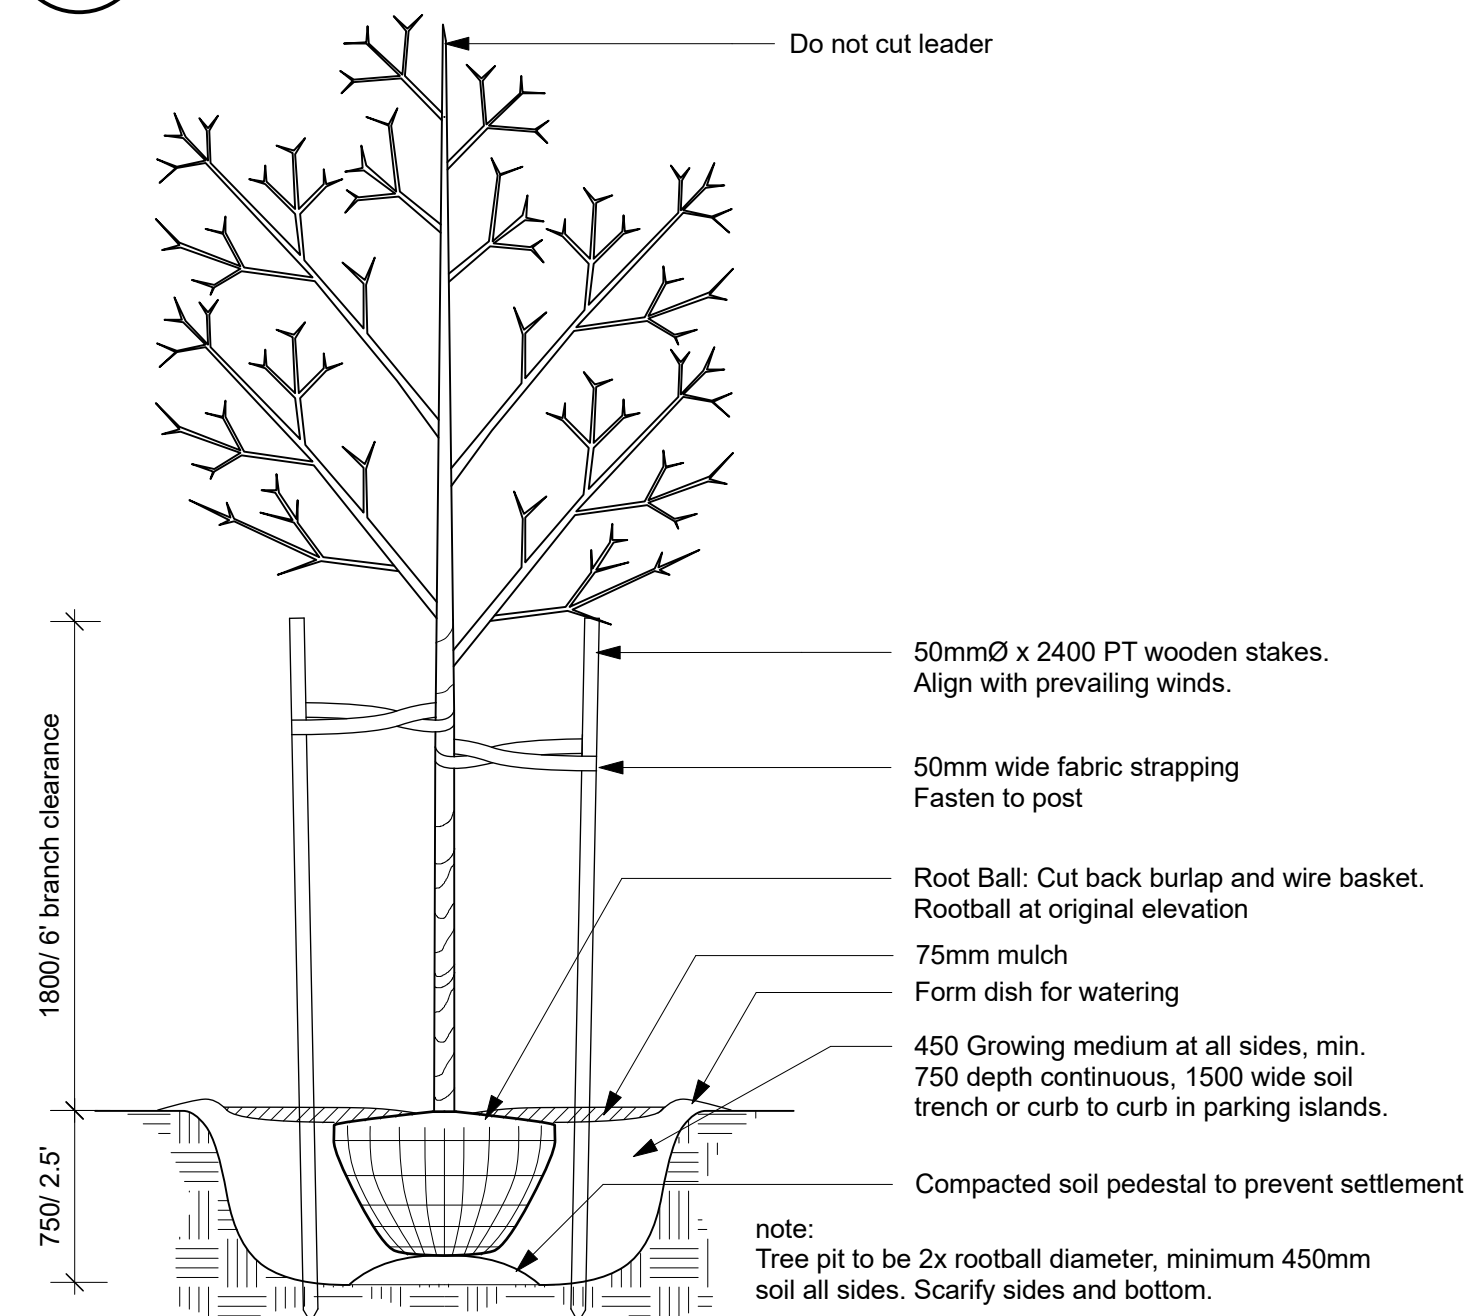 Do not cut leader
50mmØ x 2400 PT wooden stakes.
Align with prevailing winds.
50mm wide fabric strapping
Fasten to post
Root Ball: Cut back burlap and wire basket.
Rootball at original elevation
75mm mulch
Form dish for watering
450 Growing medium at all sides, min.
750 depth continuous, 1500 wide soil
trench or curb to curb in parking islands.
Compacted soil pedestal to prevent settlement
note:
Tree pit to be 2x rootball diameter, minimum 450mm
soil all sides. Scarify sides and bottom.
1800/ 6' branch clearance
750/ 2.5'